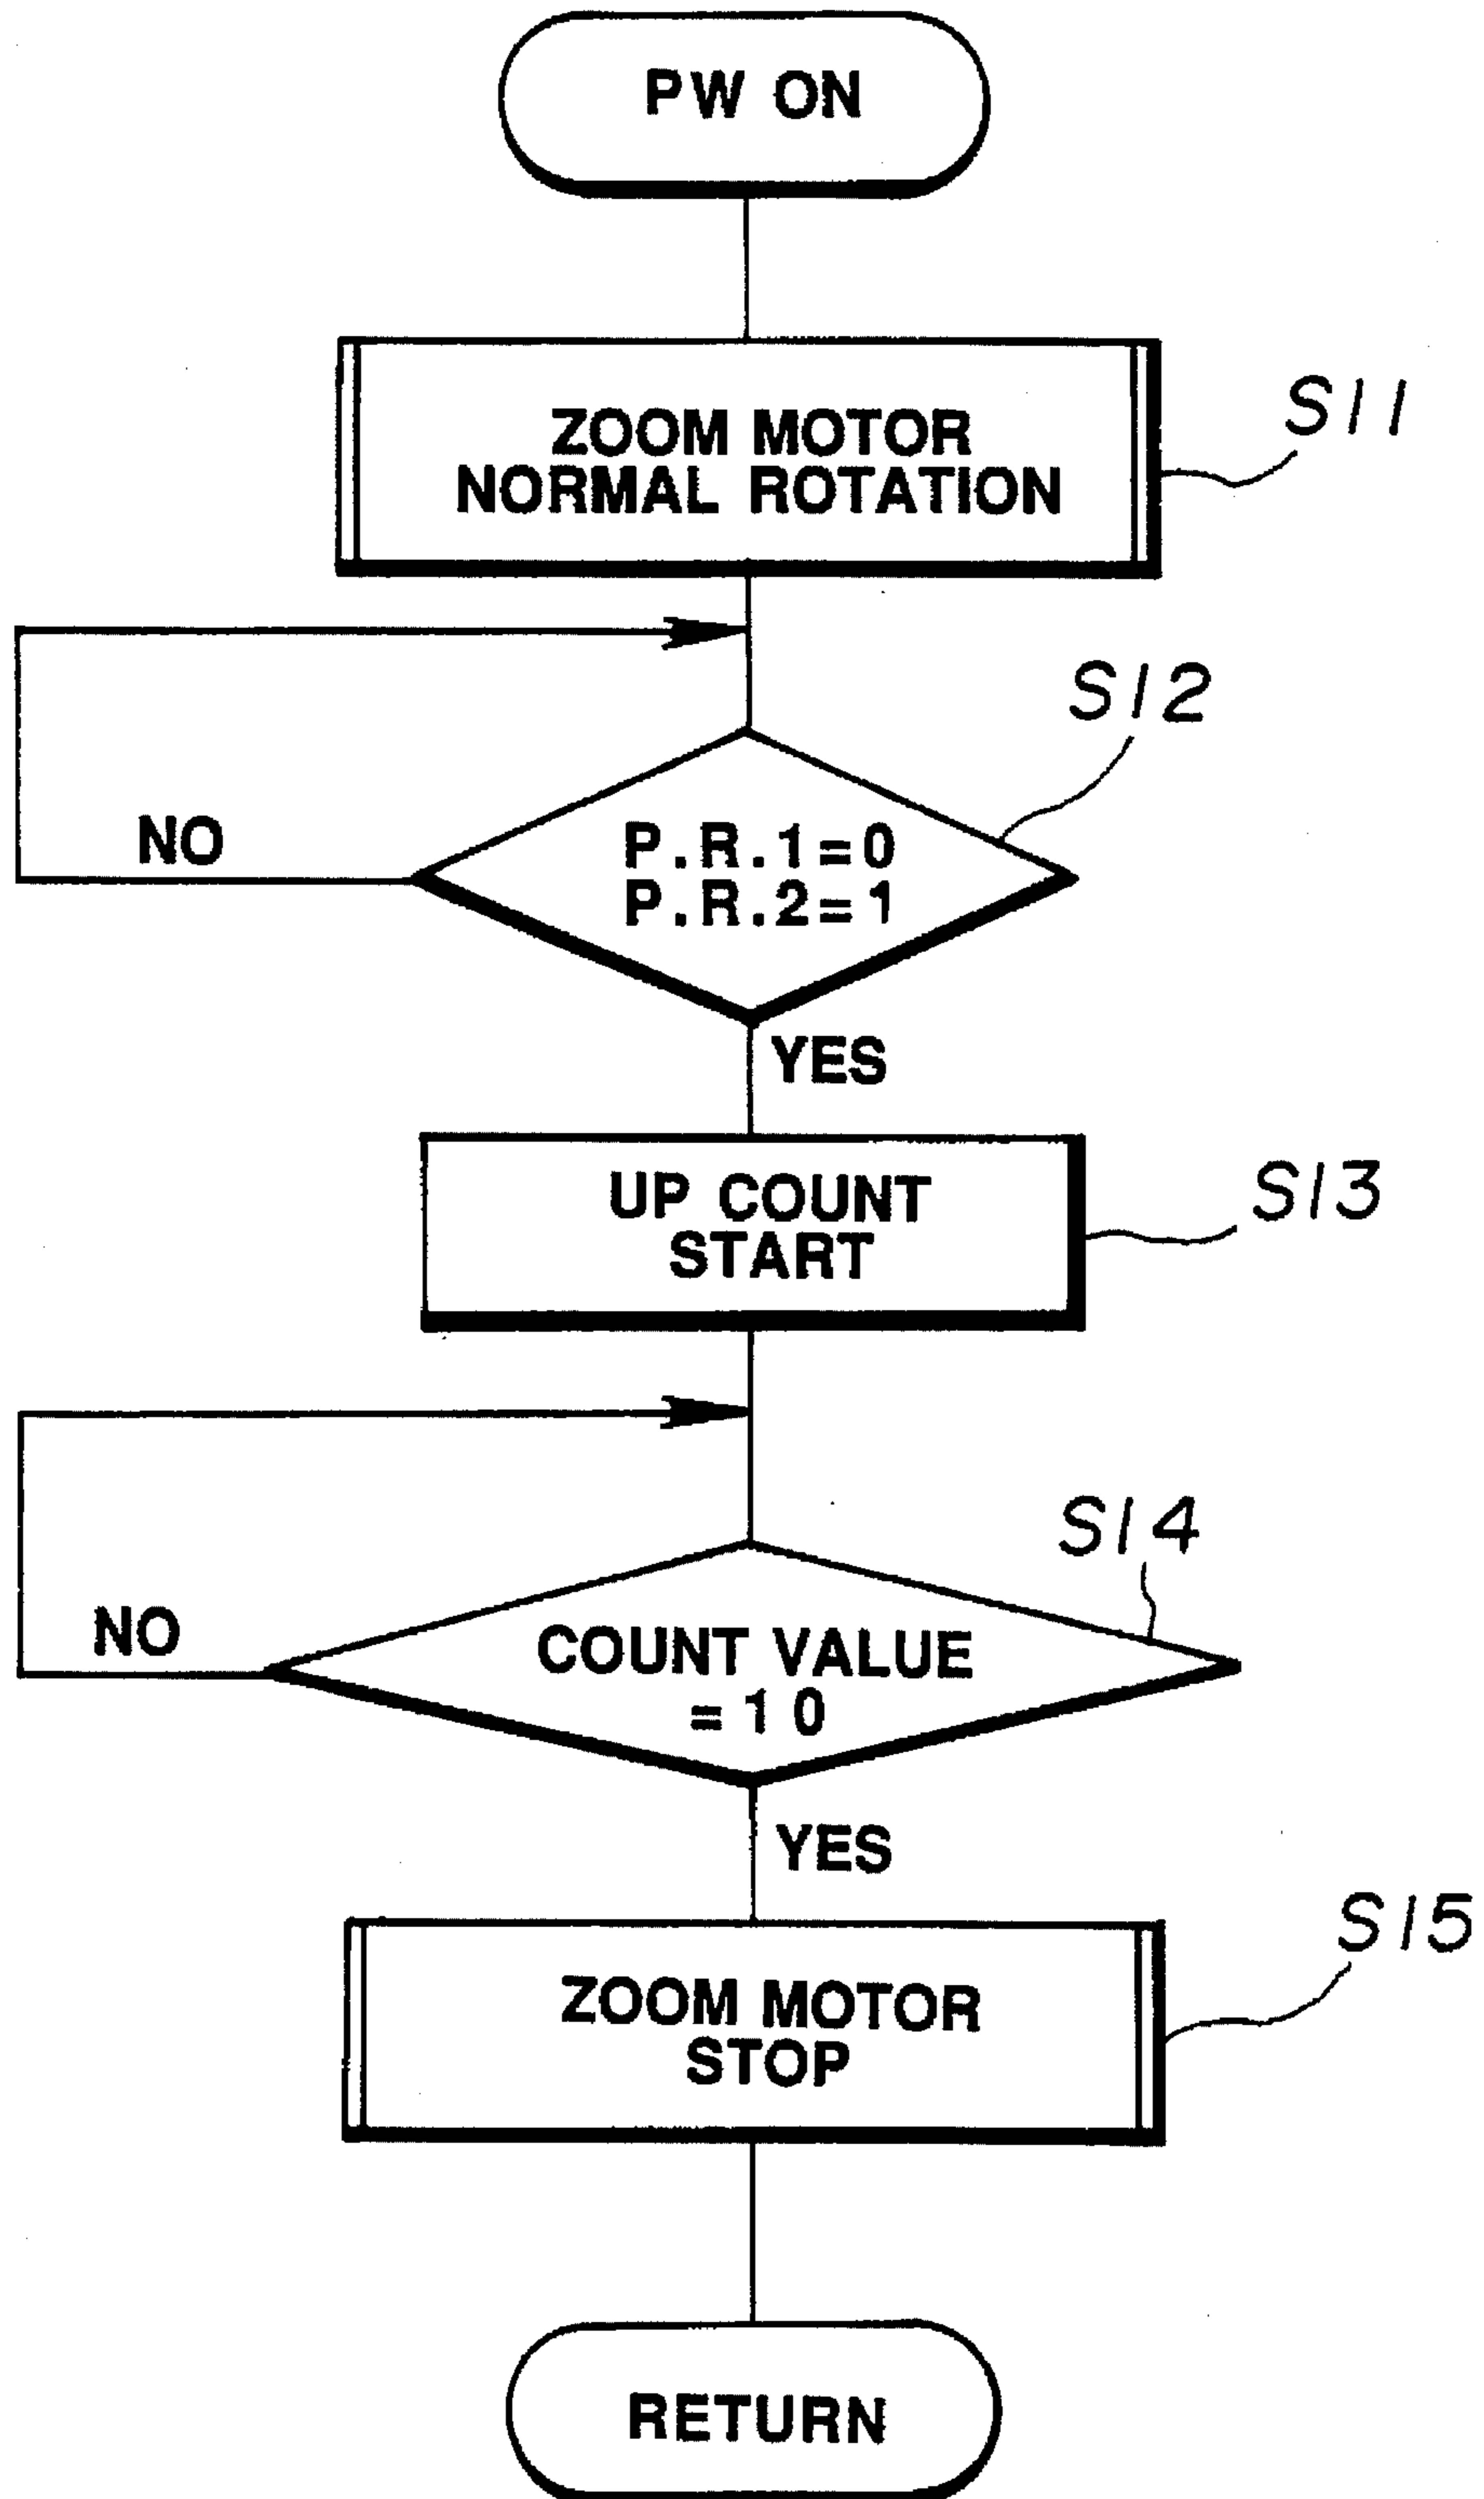 PW ON
ZOOM MOTOR
NORMAL ROTATION
S11
S12
NO
P.R.1=0
P.R.2=1
YES
UP COUNT
START
S13
S14
NO
COUNT VALUE
=10
YES
S15
ZOOM MOTOR
STOP
RETURN